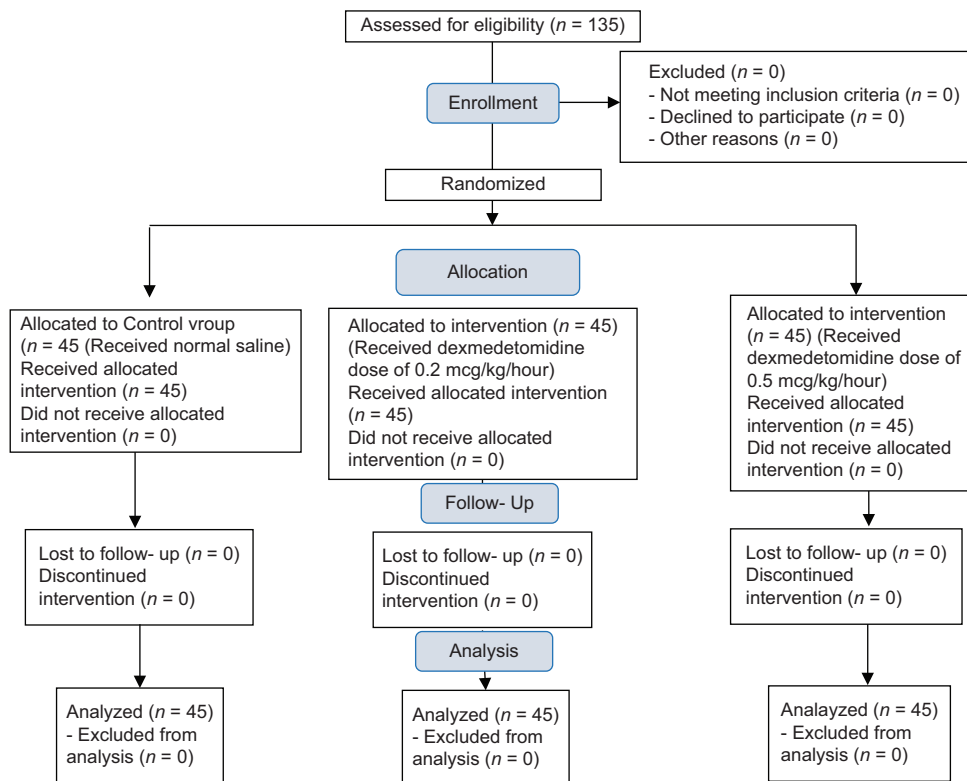 Assessed for eligibility (n = 135)
Enrollment
Excluded (n = 0)
- Not meeting inclusion criteria (n = 0)
- Declined to participate (n = 0)
- Other reasons (n = 0)
Randomized
Allocation
Allocated to Control vroup
(n = 45 (Received normal saline)
Received allocated
intervention (n = 45)
Did not receive allocated
intervention (n = 0)
Allocated to intervention (n = 45)
(Received dexmedetomidine
dose of 0.2 mcg/kg/hour)
Received allocated intervention
(n = 45)
Did not receive allocated
intervention (n = 0)
Allocated to intervention
(n = 45) (Received
dexmedetomidine dose of
0.5 mcg/kg/hour)
Received allocated
intervention (n = 45)
Did not receive allocated
intervention (n = 0)
Follow- Up
Lost to follow- up (n = 0)
Discontinued
intervention (n = 0)
Lost to follow- up (n = 0)
Discontinued
intervention (n = 0)
Lost to follow- up (n = 0)
Discontinued
intervention (n = 0)
Analysis
Analyzed (n = 45)
- Excluded from
analysis (n = 0)
Analyzed (n = 45)
- Excluded from
analysis (n = 0)
Analayzed (n = 45)
- Excluded from
analysis (n = 0)